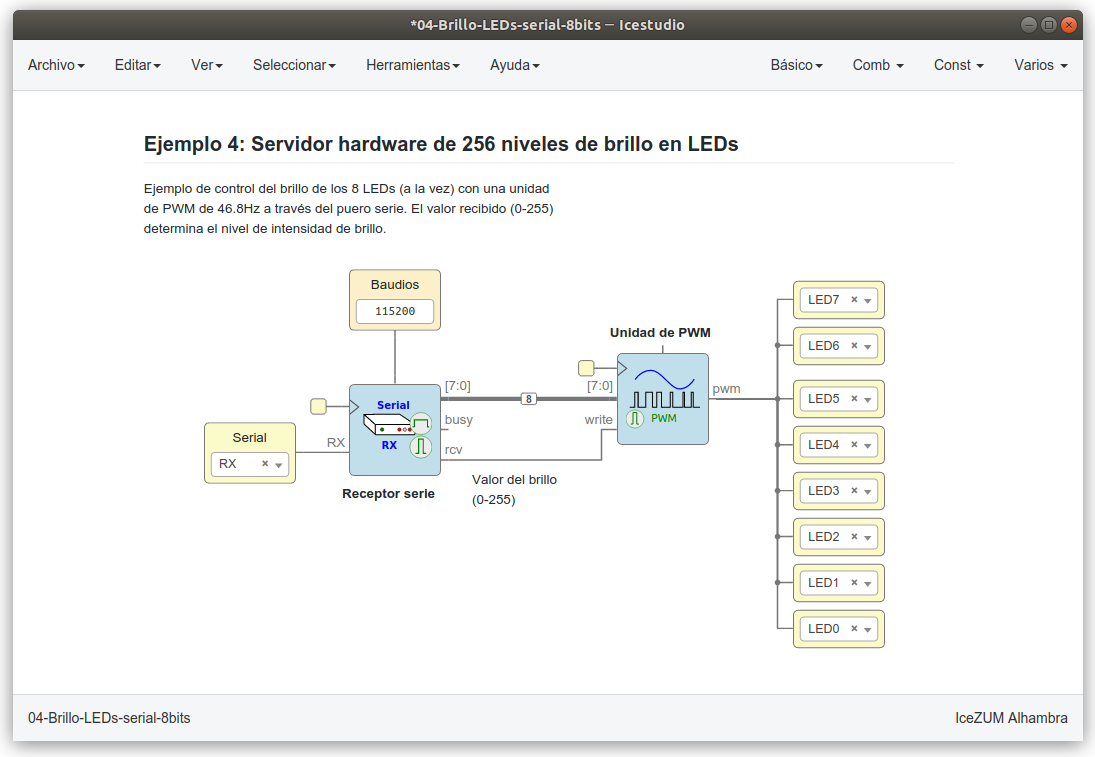 *04-Brillo-LEDs-serial-8bits – Icestudio
Archivo Editar Ver Seleccionar Herramientas Ayuda Básico Comb Const Varios
Ejemplo 4: Servidor hardware de 256 niveles de brillo en LEDs
Ejemplo de control del brillo de los 8 LEDs (a la vez) con una unidad
de PWM de 46.8Hz a través del puero serie. El valor recibido (0-255)
determina el nivel de intensidad de brillo.
Baudios
115200
Serial
RX
RX
Serial
RX
[7:0]
busy
rcv
Receptor serie
8
Valor del brillo
(0-255)
Unidad de PWM
[7:0]
write
PWM
pwm
LED7
LED6
LED5
LED4
LED3
LED2
LED1
LED0
04-Brillo-LEDs-serial-8bits IceZUM Alhambra